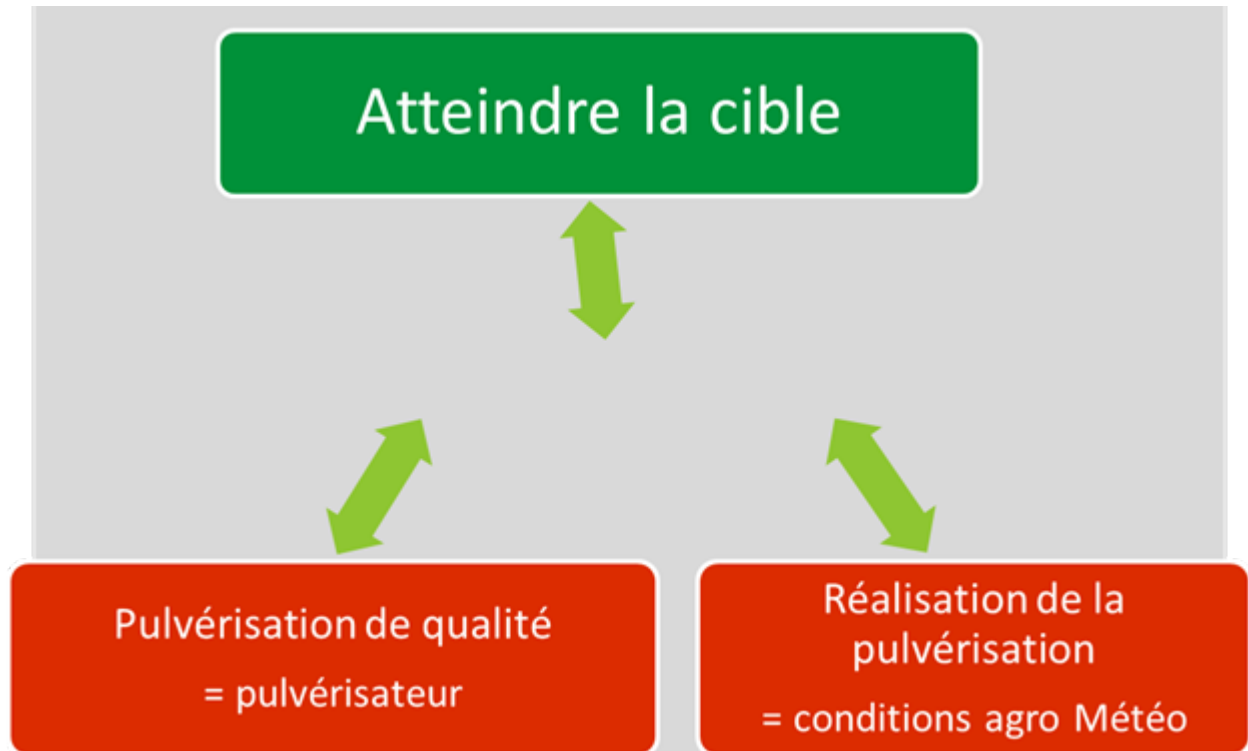 Atteindre la cible
Pulvérisation de qualité
= pulvérisateur
Réalisation de la
pulvérisation
= conditions agro Météo